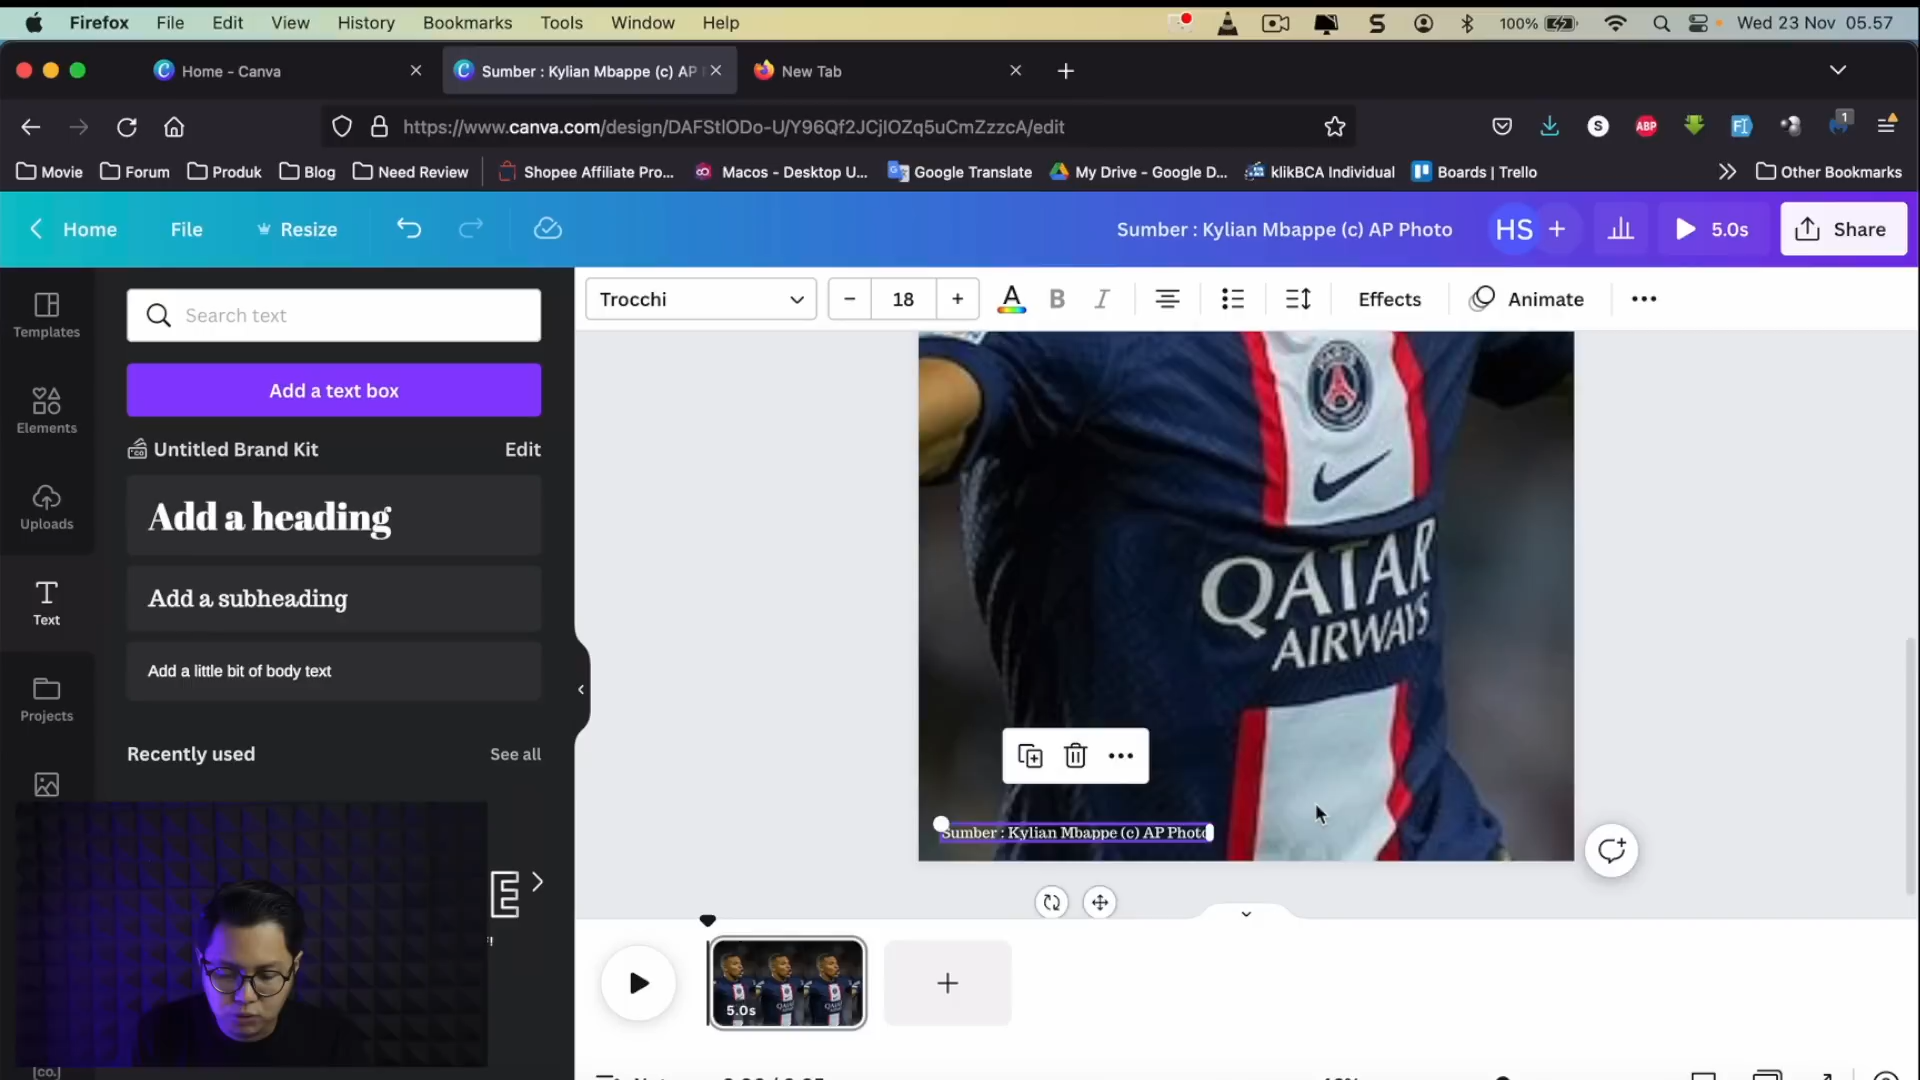 Firefox File Edit View History Bookmarks Tools Window Help 100% Wed 23 Nov 05.57
Home - Canva Sumber : Kylian Mbappe (c) AP New Tab
https://www.canva.com/design/DAFStlODo-U/Y96Qf2JCjlOZq5uCmZzzcA/edit S ABP 1
Movie Forum Produk Blog Need Review Shopee Affiliate Pro... Macos - Desktop U... Google Translate My Drive - Google D... klikBCA Individual Boards | Trello Other Bookmarks
Home File Resize Sumber : Kylian Mbappe (c) AP Photo HS 5.0s Share
Trocchi 18 A B I Effects Animate
Search text
Templates
Add a text box
Elements
Untitled Brand Kit Edit
Add a heading
Uploads
Add a subheading
Text
Add a little bit of body text
Projects
Recently used See all
QATAR
AIRWAYS
Sumber : Kylian Mbappe (c) AP Photo
5.0s